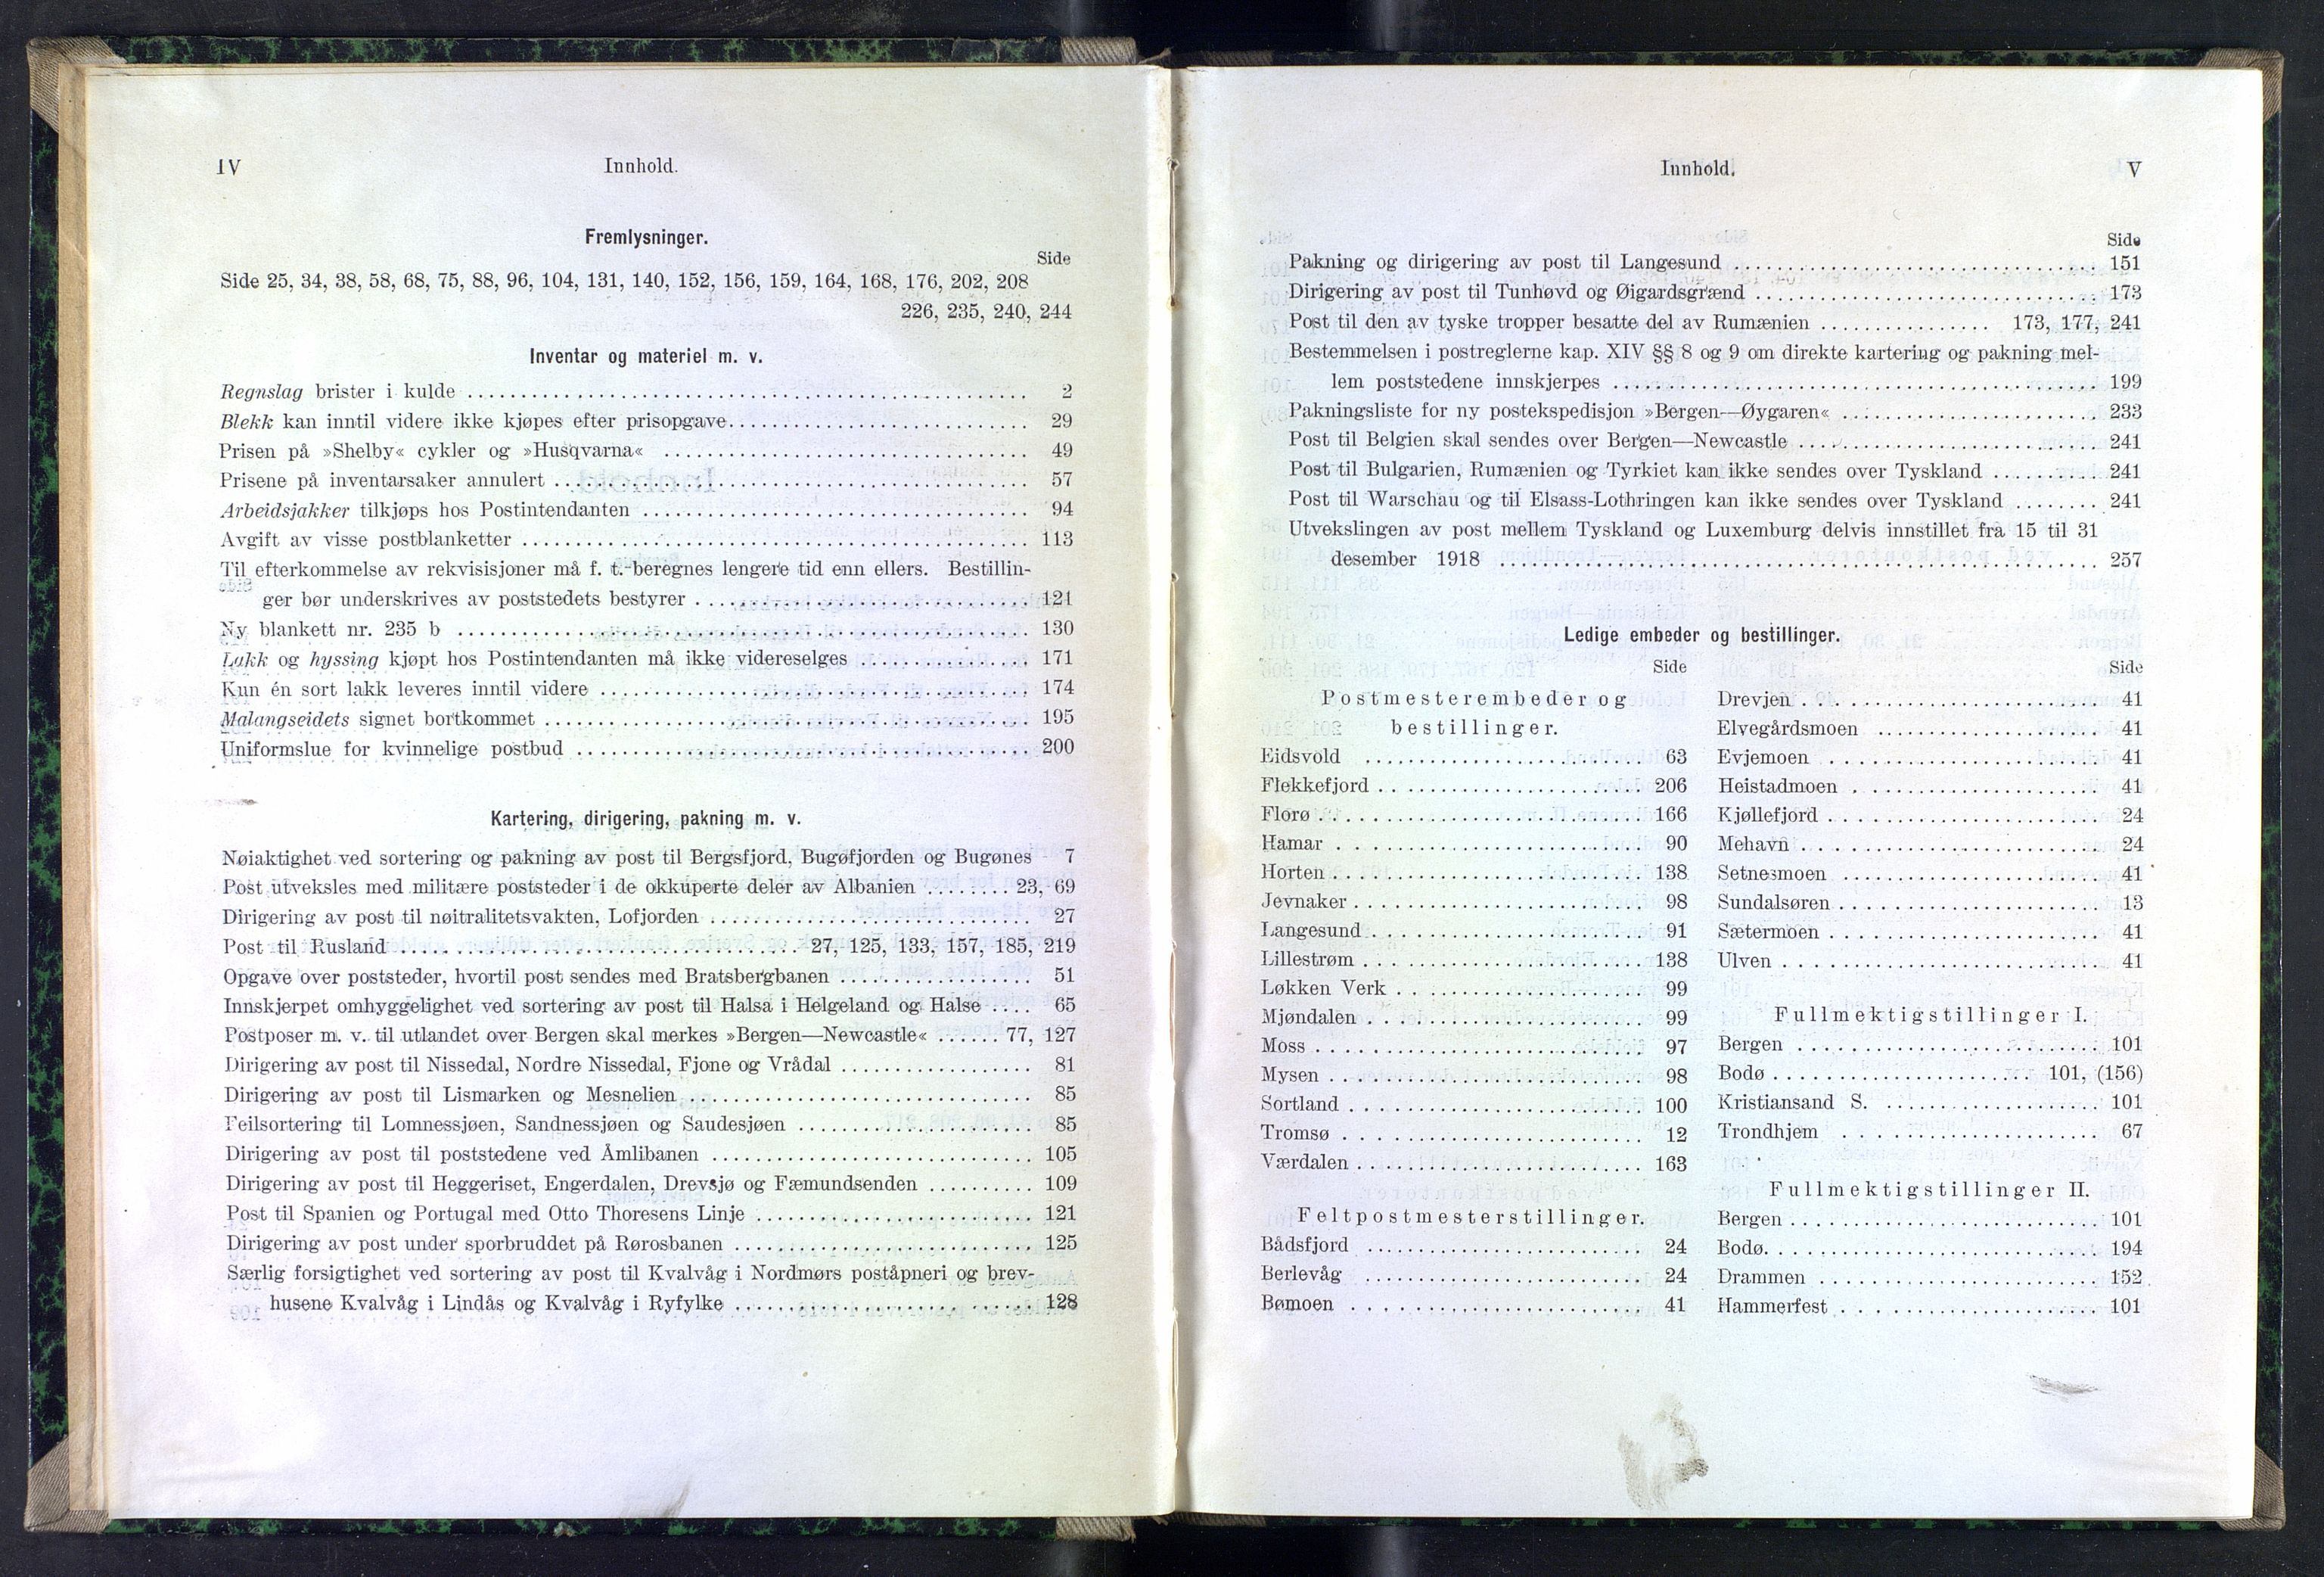 IV
Innhold.
Fremlysninger.
Side
Side 25, 34, 38, 58, 68, 75, 88, 96, 104, 131, 140, 152, 156, 159, 164, 168, 176, 202, 208
226, 235, 240, 244
Inventar og materiel m. v.
Regnslag brister i kulde ........ 2
Blekk kan inntil videre ikke kjøpes efter prisopgave ........ 29
Prisen på »Shelby« cykler og »Husqvarna« ........ 49
Prisene på inventarsaker annulert ........ 57
Arbeidsjakker tilkjøps hos Postintendanten ........ 94
Avgift av visse postblanketter ........ 113
Til efterkommelse av rekvisisjoner må f. t. beregnes lengere tid enn ellers. Bestillin-
ger bør underskrives av poststedets bestyrer ........ 121
Ny blankett nr. 235 b ........ 130
Lakk og hyssing kjøpt hos Postintendanten må ikke videreselges ........ 171
Kun én sort lakk leveres inntil videre ........ 174
Malangseidets signet bortkommet ........ 195
Uniformslue for kvinnelige postbud ........ 200
Kartering, dirigering, pakning m. v.
Nøiaktighet ved sortering og pakning av post til Bergsfjord, Bugøfjorden og Bugønes 7
Post utveksles med militære poststeder i de okkuperte deler av Albanien ........ 23, 69
Dirigering av post til nøitralitetsvakten, Lofjorden ........ 27
Post til Rusland ........ 27, 125, 133, 157, 185, 219
Opgave over poststeder, hvortil post sendes med Bratsbergbanen ........ 51
Innskjerpet omhyggelighet ved sortering av post til Halsa i Helgeland og Halse .... 65
Postposer m. v. til utlandet over Bergen skal merkes »Bergen—Newcastle« ...... 77, 127
Dirigering av post til Nissedal, Nordre Nissedal, Fjone og Vrådal ........ 81
Dirigering av post til Lismarken og Mesnelien ........ 85
Feilsortering til Lomnessjøen, Sandnessjøen og Saudesjøen ........ 85
Dirigering av post til poststedene ved Åmlibanen ........ 105
Dirigering av post til Heggeriset, Engerdalen, Drevsjø og Fæmundsenden ........ 109
Post til Spanien og Portugal med Otto Thoresens Linje ........ 121
Dirigering av post under sporbruddet på Rørosbanen ........ 125
Særlig forsigtighet ved sortering av post til Kvalvåg i Nordmørs poståpneri og brev-
husene Kvalvåg i Lindås og Kvalvåg i Ryfylke ........ 128
Innhold.
V
Side
Pakning og dirigering av post til Langesund ........ 151
Dirigering av post til Tunhøvd og Øigardsgrænd ........ 173
Post til den av tyske tropper besatte del av Rumænien ........ 173, 177, 241
Bestemmelsen i postreglerne kap. XIV §§ 8 og 9 om direkte kartering og pakning mel-
lem poststedene innskjerpes ........ 199
Pakningsliste for ny postekspedisjon »Bergen—Øygaren« ........ 233
Post til Belgien skal sendes over Bergen—Newcastle ........ 241
Post til Bulgarien, Rumænien og Tyrkiet kan ikke sendes over Tyskland ........ 241
Post til Warschau og til Elsass-Lothringen kan ikke sendes over Tyskland ........ 241
Utvekslingen av post mellem Tyskland og Luxemburg delvis innstillet fra 15 til 31
desember 1918 ........ 257
Ledige embeder og bestillinger.
Side
Postmesterembeder og
bestillinger.
Eidsvold ........ 63
Flekkefjord ........ 206
Florø ........ 166
Hamar ........ 90
Horten ........ 138
Jevnaker ........ 98
Langesund ........ 91
Lillestrøm ........ 138
Løkken Verk ........ 99
Mjøndalen ........ 99
Moss ........ 97
Mysen ........ 98
Sortland ........ 100
Tromsø ........ 12
Værdalen ........ 163
Feltpostmesterstillinger.
Bådsfjord ........ 24
Berlevåg ........ 24
Bømoen ........ 41
Side
Drevjen ........ 41
Elvegårdsmoen ........ 41
Evjemoen ........ 41
Heistadmoen ........ 41
Kjøllefjord ........ 24
Mehavn ........ 24
Setnesmoen ........ 41
Sundalsøren ........ 13
Sætermoen ........ 41
Ulven ........ 41
Fullmektigstillinger I.
Bergen ........ 101
Bodø ........ 101, (156)
Kristiansand S. ........ 101
Trondhjem ........ 67
Fullmektigstillinger II.
Bergen ........ 101
Bodø ........ 194
Drammen ........ 152
Hammerfest ........ 101